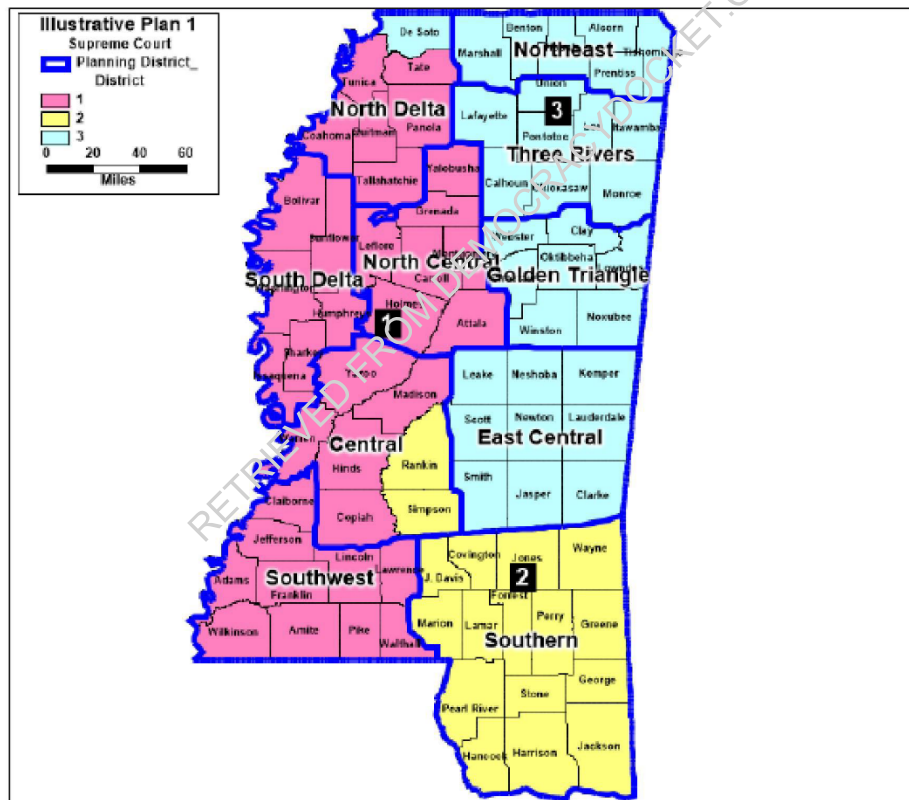 Illustrative Plan 1
Supreme Court
Planning District_
District
1
2
3
0 20 40 60
Miles
RETRIEVED FROM DEMOCRACYDOCKET.C
De Soto
Benton
Alcorn
Marshall
Northeast
Tishomingo
Tate
Prentiss
Tunica
Union
North Delta
Lafayette
3
Panola
Lee
Itawamba
Coahoma
Quitman
Pontotoc
Three Rivers
Yalobusha
Tallahatchie
Calhoun
Chickasaw
Monroe
Bolivar
Grenada
Webster
Clay
Sunflower
Leflore
Montgomery
Oktibbeha
North Central
Lowndes
South Delta
Carroll
Golden Triangle
Washington
Holmes
Humphreys
1
Attala
Winston
Noxubee
Sharkey
Issaquena
Yazoo
Leake
Neshoba
Kemper
Madison
Scott
Newton
Lauderdale
Warren
Central
East Central
Hinds
Rankin
Smith
Jasper
Clarke
Claiborne
Copiah
Simpson
Jefferson
Lincoln
Covington
Jones
Wayne
Lawrence
Adams
Southwest
J. Davis
2
Franklin
Forrest
Perry
Wilkinson
Amite
Pike
Walthall
Marion
Lamar
Greene
Southern
George
Stone
Pearl River
Hancock
Harrison
Jackson